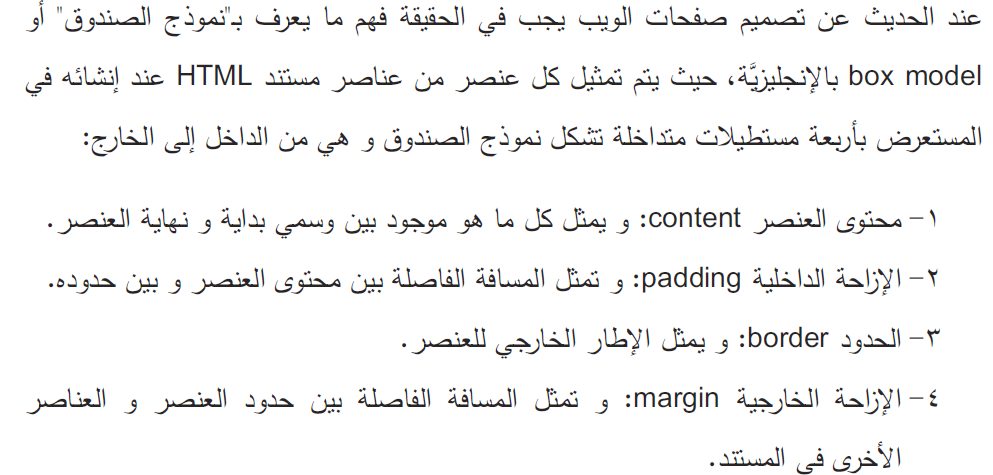 عند الحديث عن تصميم صفحات الويب يجب في الحقيقة فهم ما يعرف بـ"نموذج الصندوق" أو
box model بالإنجليزيَّة، حيث يتم تمثيل كل عنصر من عناصر مستند HTML عند إنشائه في
المستعرض بأربعة مستطيلات متداخلة تشكل نموذج الصندوق و هي من الداخل إلى الخارج:
١- محتوى العنصر content: و يمثل كل ما هو موجود بين وسمي بداية و نهاية العنصر.
٢- الإزاحة الداخلية padding: و تمثل المسافة الفاصلة بين محتوى العنصر و بين حدوده.
٣- الحدود border: و يمثل الإطار الخارجي للعنصر.
٤- الإزاحة الخارجية margin: و تمثل المسافة الفاصلة بين حدود العنصر و العناصر
الأخرى في المستند.